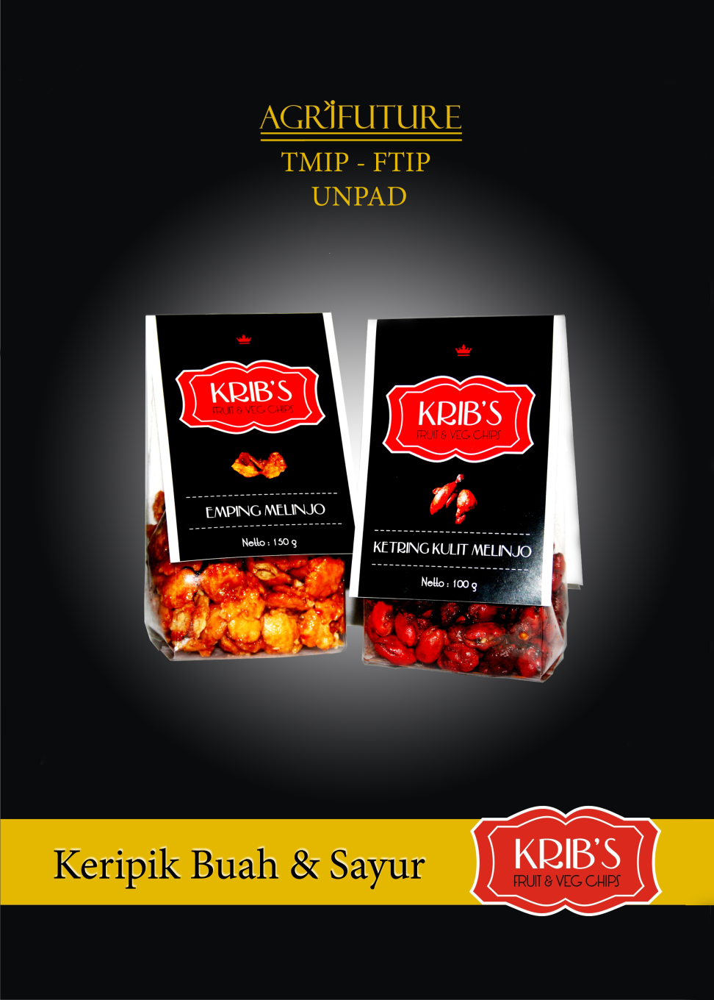 AGRIFUTURE
TMIP - FTIP
UNPAD
KRIB'S
FRUIT & VEG CHIPS
EMPING MELINJO
Netto : 150 g
KRIB'S
FRUIT & VEG CHIPS
KETRING KULIT MELINJO
Netto : 100 g
Keripik Buah & Sayur
KRIB'S
FRUIT & VEG CHIPS